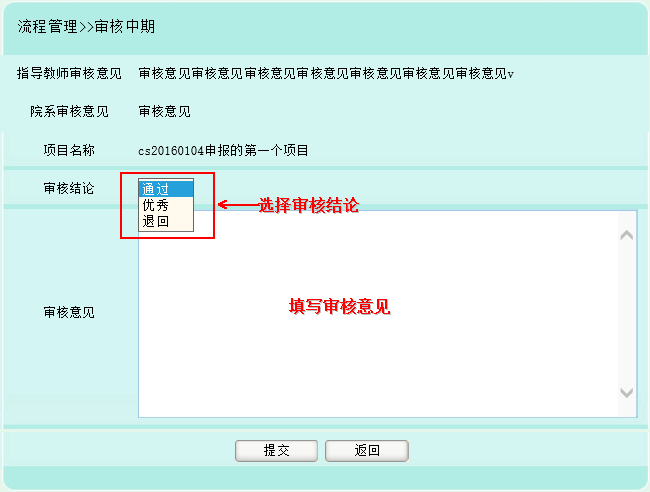 流程管理>>审核中期
指导教师审核意见 审核意见审核意见审核意见审核意见审核意见审核意见审核意见v
院系审核意见 审核意见
项目名称 cs20160104申报的第一个项目
审核结论 通过
优秀
退回
选择审核结论
审核意见
填写审核意见
提交 返回